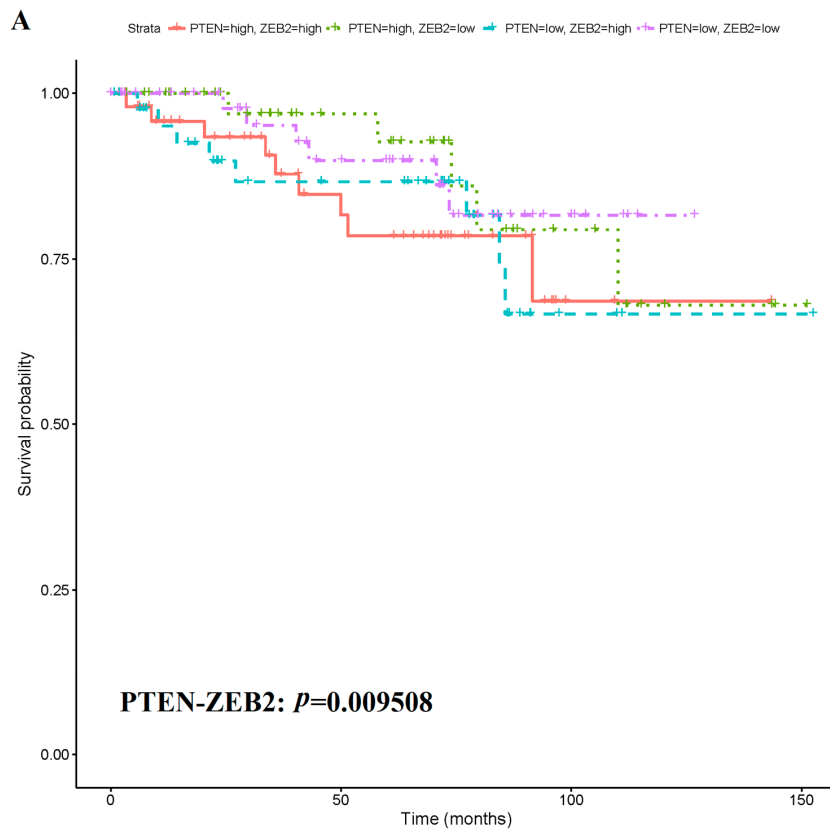 A
Strata PTEN=high, ZEB2=high PTEN=high, ZEB2=low PTEN=low, ZEB2=high PTEN=low, ZEB2=low
1.00
0.75
0.50
0.25
0.00
Survival probability
PTEN-ZEB2: p=0.009508
0 50 100 150
Time (months)